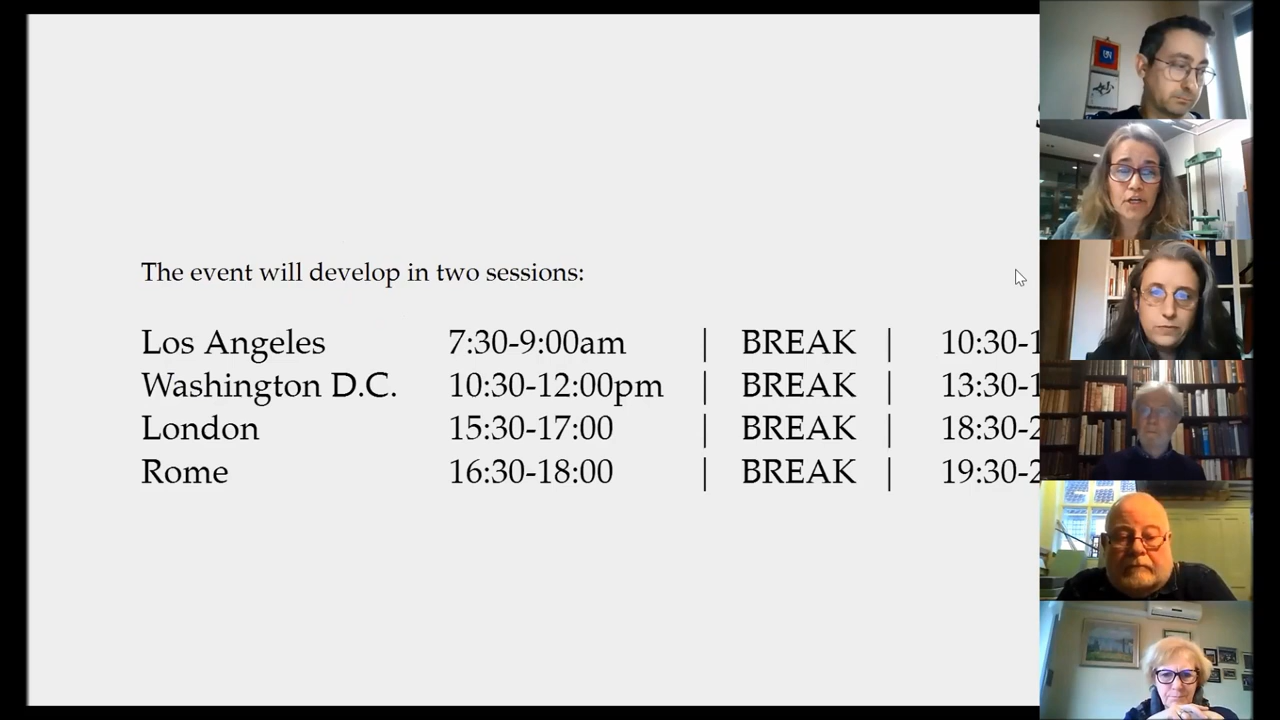 The event will develop in two sessions:
Los Angeles 7:30-9:00am | BREAK | 10:30-1
Washington D.C. 10:30-12:00pm | BREAK | 13:30-1
London 15:30-17:00 | BREAK | 18:30-2
Rome 16:30-18:00 | BREAK | 19:30-2